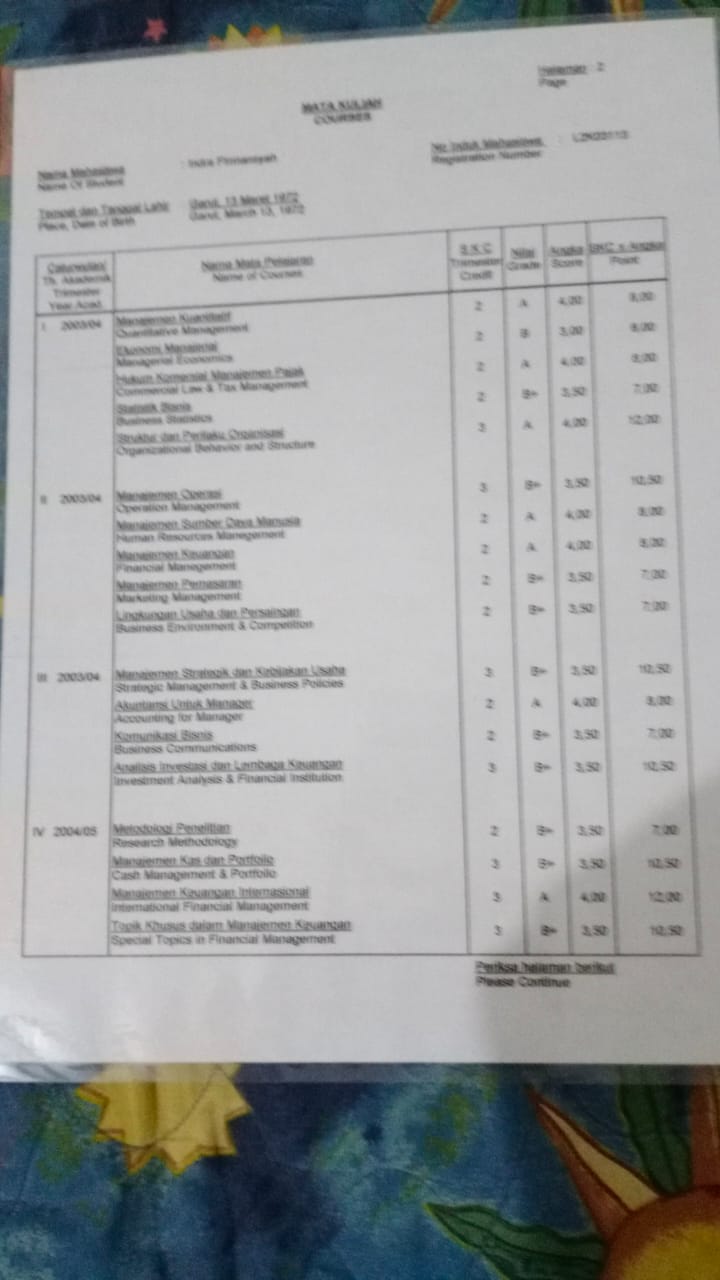 Halaman : 2
Page
MATA KULIAH
COURSES
Nama Mahasiswa : Indra Firmansyah
Name Of Student
No Induk Mahasiswa :
Registration Number
Tempat dan Tanggal Lahir Garut, 13 Maret 1972
Place, Date of Birth Garut, March 13, 1972
Caturwulan/ Nama Mata Pelajaran S K C Nilai Angka SKC x Angka
Th. Akademik Name of Courses Trimester Grade Score Point
Trimester Credit
Year Acad.
I 2003/04 Manajemen Kuantitatif 2 A 4,00 8,00
Quantitative Management
Ekonomi Manajerial 2 B 3,00 6,00
Managerial Economics
Hukum Komersial Manajemen Pajak 2 A 4,00 8,00
Commercial Law & Tax Management
Statistik Bisnis 2 B+ 3,50 7,00
Business Statistics
Struktur dan Perilaku Organisasi 3 A 4,00 12,00
Organizational Behavior and Structure
II 2003/04 Manajemen Operasi 3 B+ 3,50 10,50
Operation Management
Manajemen Sumber Daya Manusia 2 A 4,00 8,00
Human Resources Management
Manajemen Keuangan 2 A 4,00 8,00
Financial Management
Manajemen Pemasaran 2 B+ 3,50 7,00
Marketing Management
Lingkungan Usaha dan Persaingan 2 B+ 3,50 7,00
Business Environment & Competition
III 2003/04 Manajemen Strategik dan Kebijakan Usaha 3 B+ 3,50 10,50
Strategic Management & Business Policies
Akuntansi Untuk Manager 2 A 4,00 8,00
Accounting for Manager
Komunikasi Bisnis 2 B+ 3,50 7,00
Business Communications
Analisis Investasi dan Lembaga Keuangan 3 B+ 3,50 10,50
Investment Analysis & Financial Institution
IV 2004/05 Metodologi Penelitian 2 B+ 3,50 7,00
Research Methodology
Manajemen Kas dan Portfolio 3 B+ 3,50 10,50
Cash Management & Portfolio
Manajemen Keuangan Internasional 3 A 4,00 12,00
International Financial Management
Topik Khusus dalam Manajemen Keuangan 3 B+ 3,50 10,50
Special Topics in Financial Management
Periksa halaman berikut
Please Continue